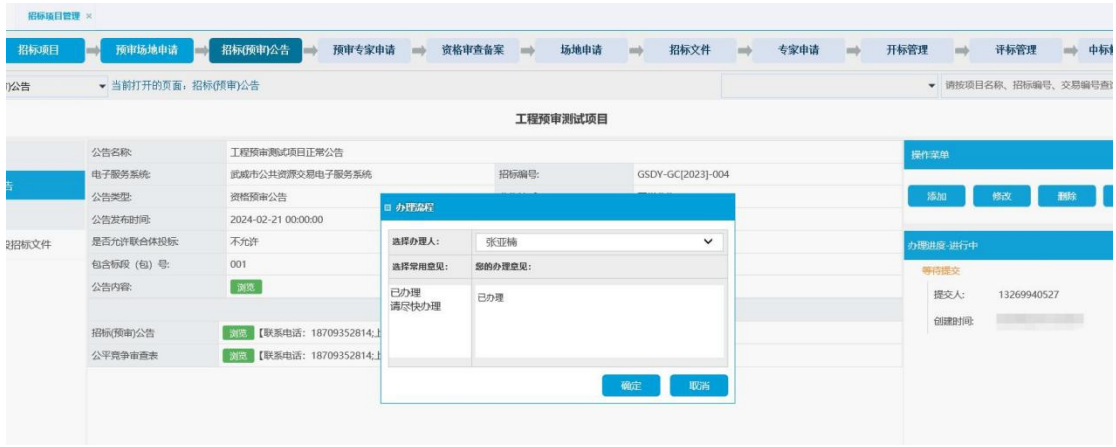 招标项目管理 ×
招标项目 预审场地申请 招标(预审)公告 预审专家申请 资格审查备案 场地申请 招标文件 专家申请 开标管理 评标管理 中标
)公告 当前打开的页面：招标(预审)公告 请按项目名称、招标编号、交易编号查
工程预审测试项目
公告名称: 工程预审测试项目正常公告
电子服务系统: 武威市公共资源交易电子服务系统 招标编号: GSDY-GC[2023]-004
公告类型: 资格预审公告
公告发布时间: 2024-02-21 00:00:00
是否允许联合体投标: 不允许
包含标段（包）号: 001
公告内容: 浏览
招标(预审)公告 浏览 【联系电话：18709352814;上
公平竞争审查表 浏览 【联系电话：18709352814;上
告
招标文件
办理流程
选择办理人: 张亚楠
选择常用意见: 您的办理意见:
已办理
请尽快办理
已办理
确定 取消
操作菜单
添加 修改 删除
办理进度-进行中
等待提交
提交人: 13269940527
创建时间: